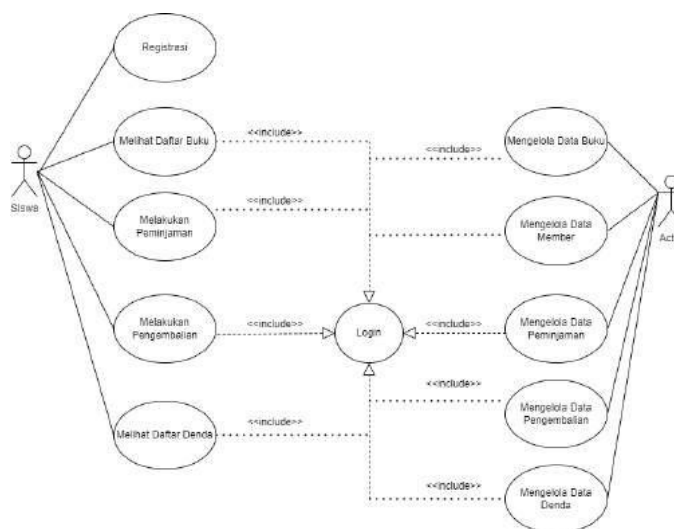 Registrasi
<<include>>
Melihat Daftar Buku
<<include>>
Mengelola Data Buku
Siswa
<<include>>
Melakukan
Peminjaman
<<include>>
Mengelola Data
Member
Act
Melakukan
Pengembalian
<<include>>
Login
<<include>>
Mengelola Data
Peminjaman
<<include>>
Mengelola Data
Pengembalian
Melihat Daftar Denda
<<include>>
<<include>>
Mengelola Data
Denda